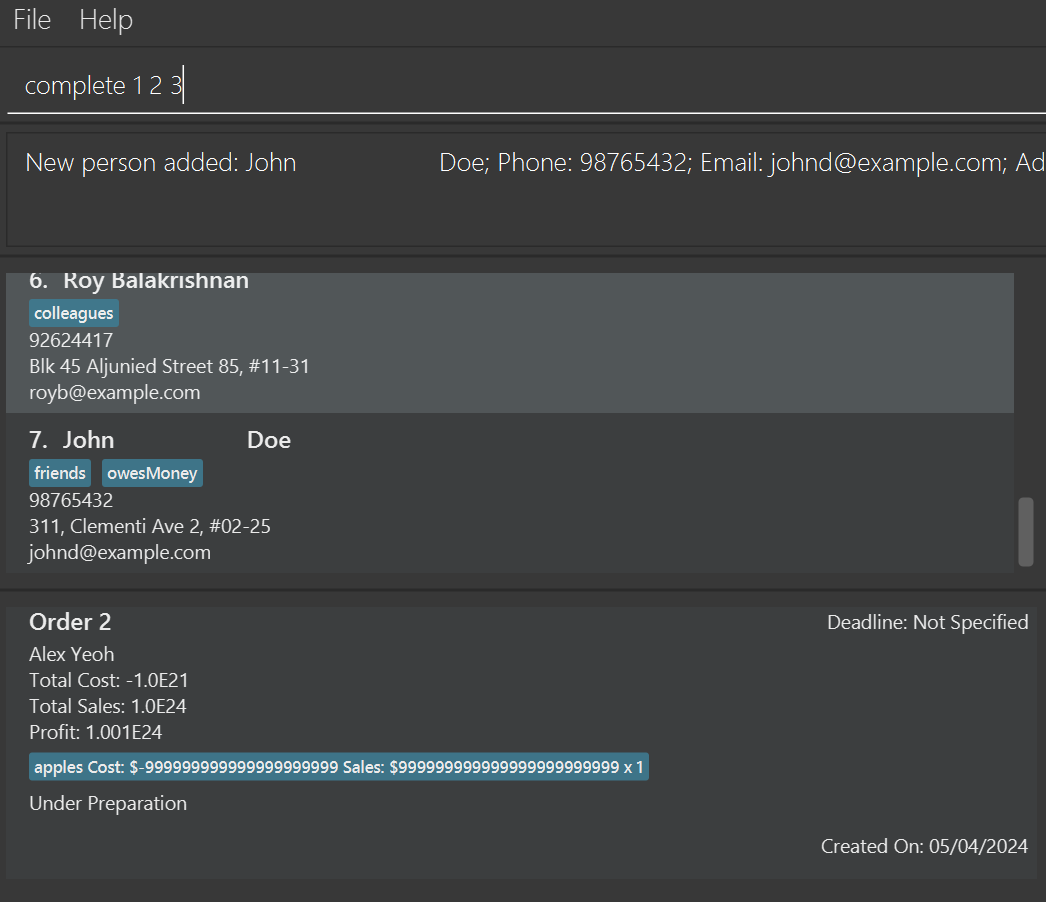 File Help
complete 1 2 3
New person added: John Doe; Phone: 98765432; Email: johnd@example.com; Ad
6. Roy Balakrishnan
colleagues
92624417
Blk 45 Aljunied Street 85, #11-31
royb@example.com
7. John Doe
friends owesMoney
98765432
311, Clementi Ave 2, #02-25
johnd@example.com
Order 2 Deadline: Not Specified
Alex Yeoh
Total Cost: -1.0E21
Total Sales: 1.0E24
Profit: 1.001E24
apples Cost: $-999999999999999999999 Sales: $999999999999999999999999 x 1
Under Preparation
Created On: 05/04/2024